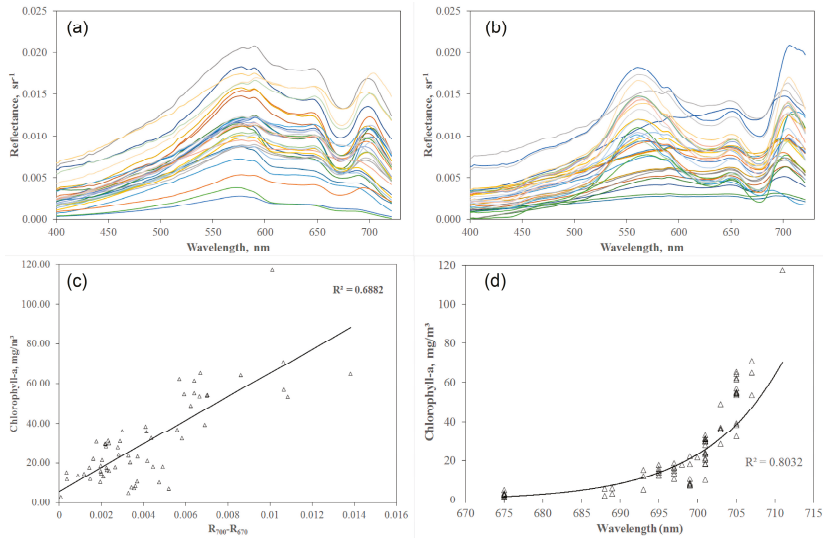 (a)
0.025
0.020
0.015
0.010
0.005
0.000
Reflectance, sr⁻¹
400 450 500 550 600 650 700
Wavelength, nm
(b)
0.025
0.020
0.015
0.010
0.005
0.000
Reflectance, sr⁻¹
400 450 500 550 600 650 700
Wavelength, nm
(c)
R² = 0.6882
120.00
100.00
80.00
60.00
40.00
20.00
0.00
Chlorophyll-a, mg/m³
0 0.002 0.004 0.006 0.008 0.01 0.012 0.014 0.016
R₇₀₀-R₆₇₀
(d)
120
100
80
60
40
20
0
Chlorophyll-a, mg/m³
R² = 0.8032
670 675 680 685 690 695 700 705 710 715
Wavelength (nm)